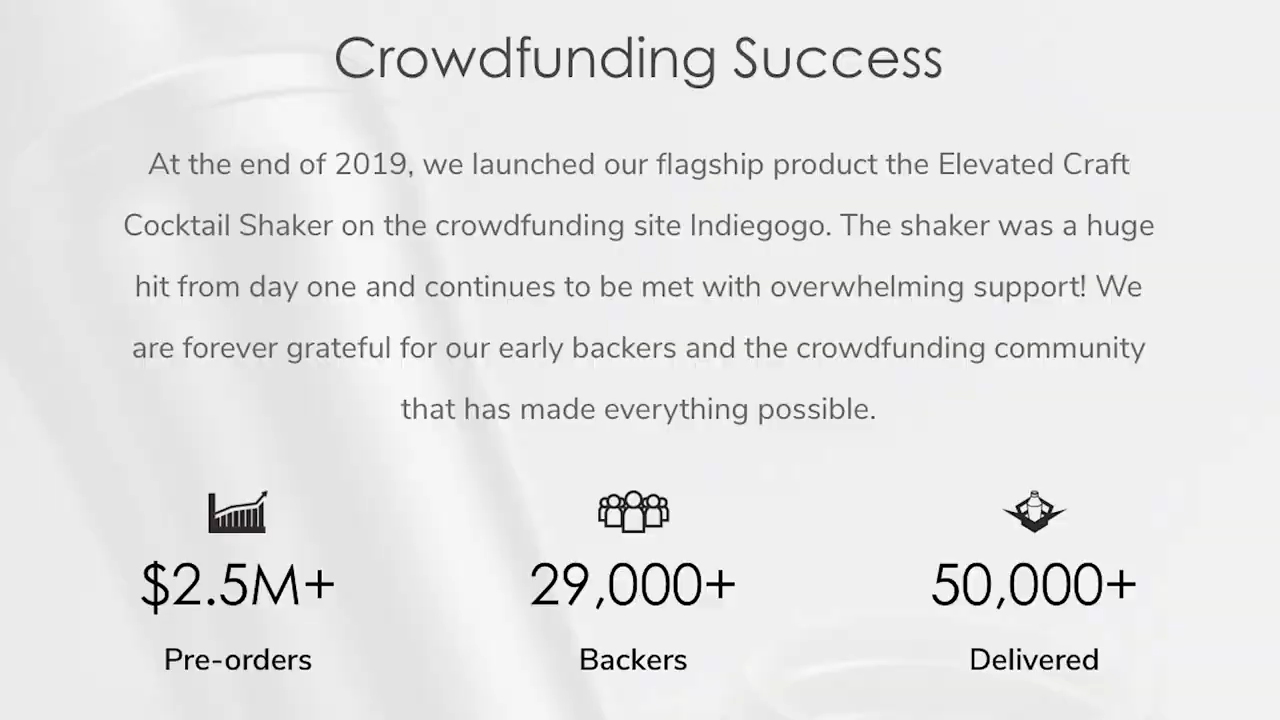 Crowdfunding Success
At the end of 2019, we launched our flagship product the Elevated Craft
Cocktail Shaker on the crowdfunding site Indiegogo. The shaker was a huge
hit from day one and continues to be met with overwhelming support! We
are forever grateful for our early backers and the crowdfunding community
that has made everything possible.
$2.5M+
29,000+
50,000+
Pre-orders
Backers
Delivered